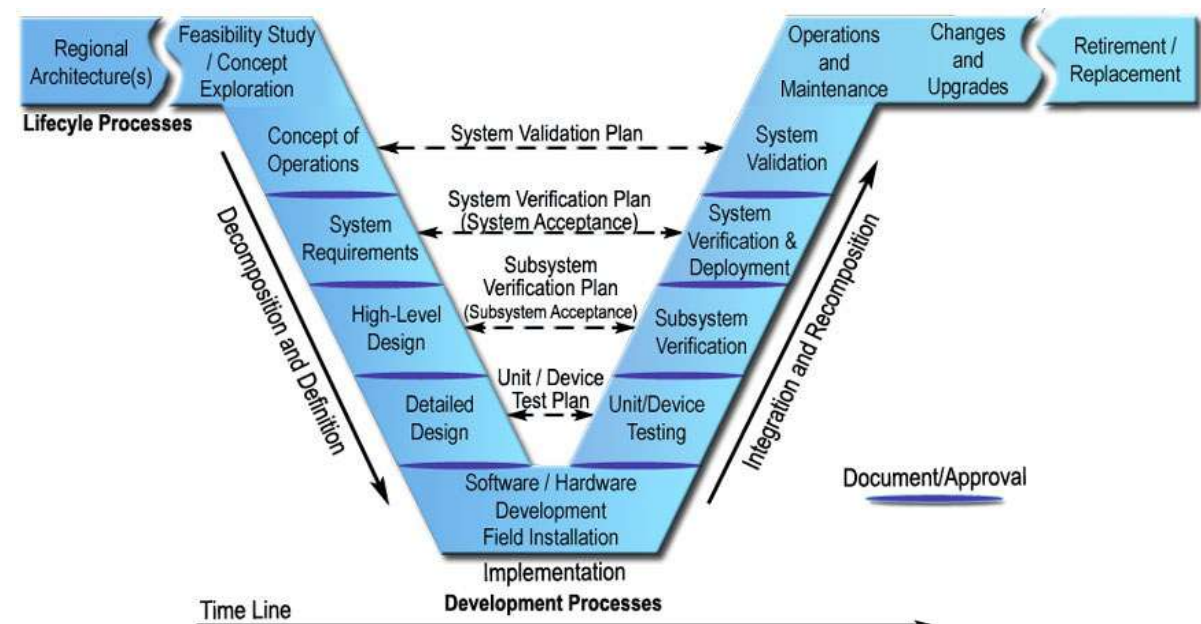 Regional
Architecture(s)
Feasibility Study
/ Concept
Exploration
Operations
and
Maintenance
Changes
and
Upgrades
Retirement /
Replacement
Lifecyle Processes
Concept of
Operations
System Validation Plan
System
Validation
System
Requirements
System Verification Plan
(System Acceptance)
System
Verification &
Deployment
High-Level
Design
Subsystem
Verification Plan
(Subsystem Acceptance)
Subsystem
Verification
Detailed
Design
Unit / Device
Test Plan
Unit/Device
Testing
Decomposition and Definition
Integration and Recomposition
Software / Hardware
Development
Field Installation
Document/Approval
Implementation
Development Processes
Time Line